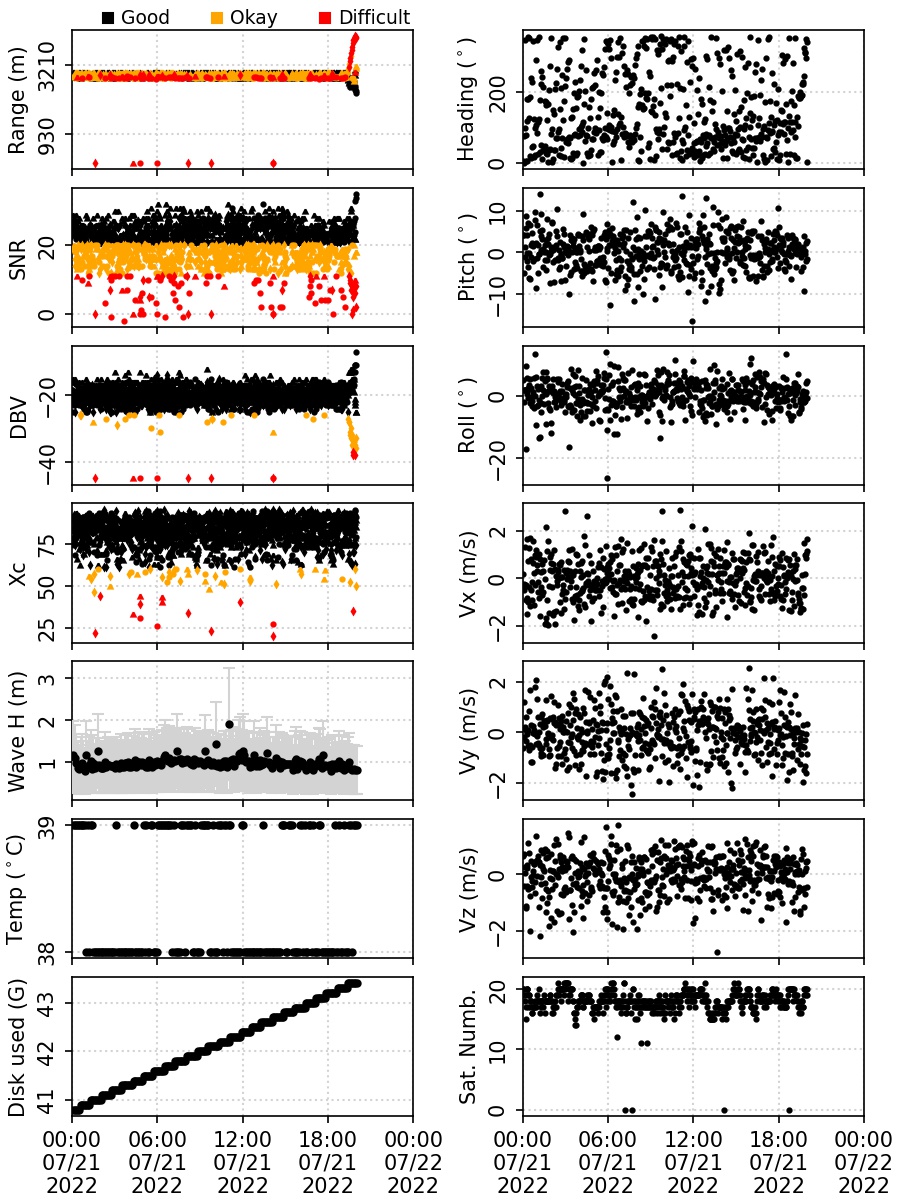 Good Okay Difficult
Range (m)
3210
930
Heading (°)
200
0
SNR
20
0
Pitch (°)
10
0
−10
DBV
−20
−40
Roll (°)
0
−20
Xc
75
50
25
Vx (m/s)
2
0
−2
Wave H (m)
3
2
1
Vy (m/s)
2
0
−2
Temp (°C)
39
38
Vz (m/s)
0
−2
Disk used (G)
43
42
41
Sat. Numb.
20
10
0
00:00 06:00 12:00 18:00 00:00
07/21 07/21 07/21 07/21 07/22
2022 2022 2022 2022 2022
00:00 06:00 12:00 18:00 00:00
07/21 07/21 07/21 07/21 07/22
2022 2022 2022 2022 2022